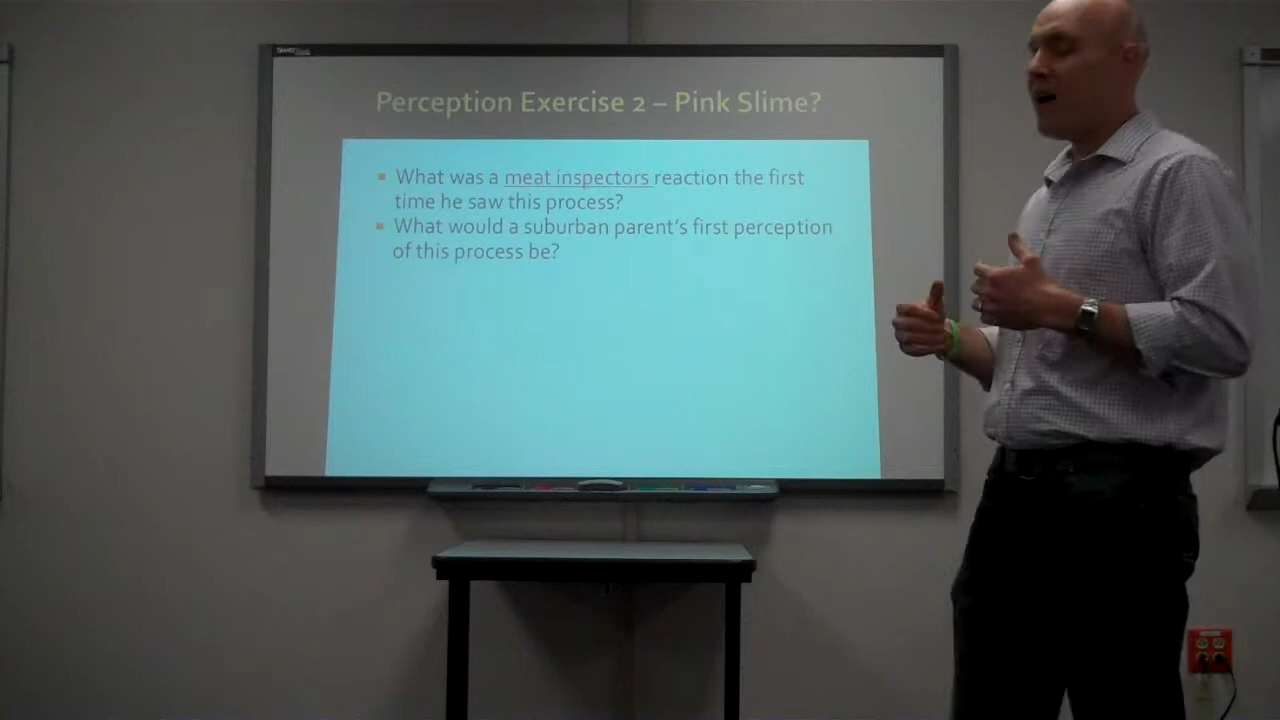 Perception Exercise 2 – Pink Slime?
What was a meat inspectors reaction the first
time he saw this process?
What would a suburban parent's first perception
of this process be?